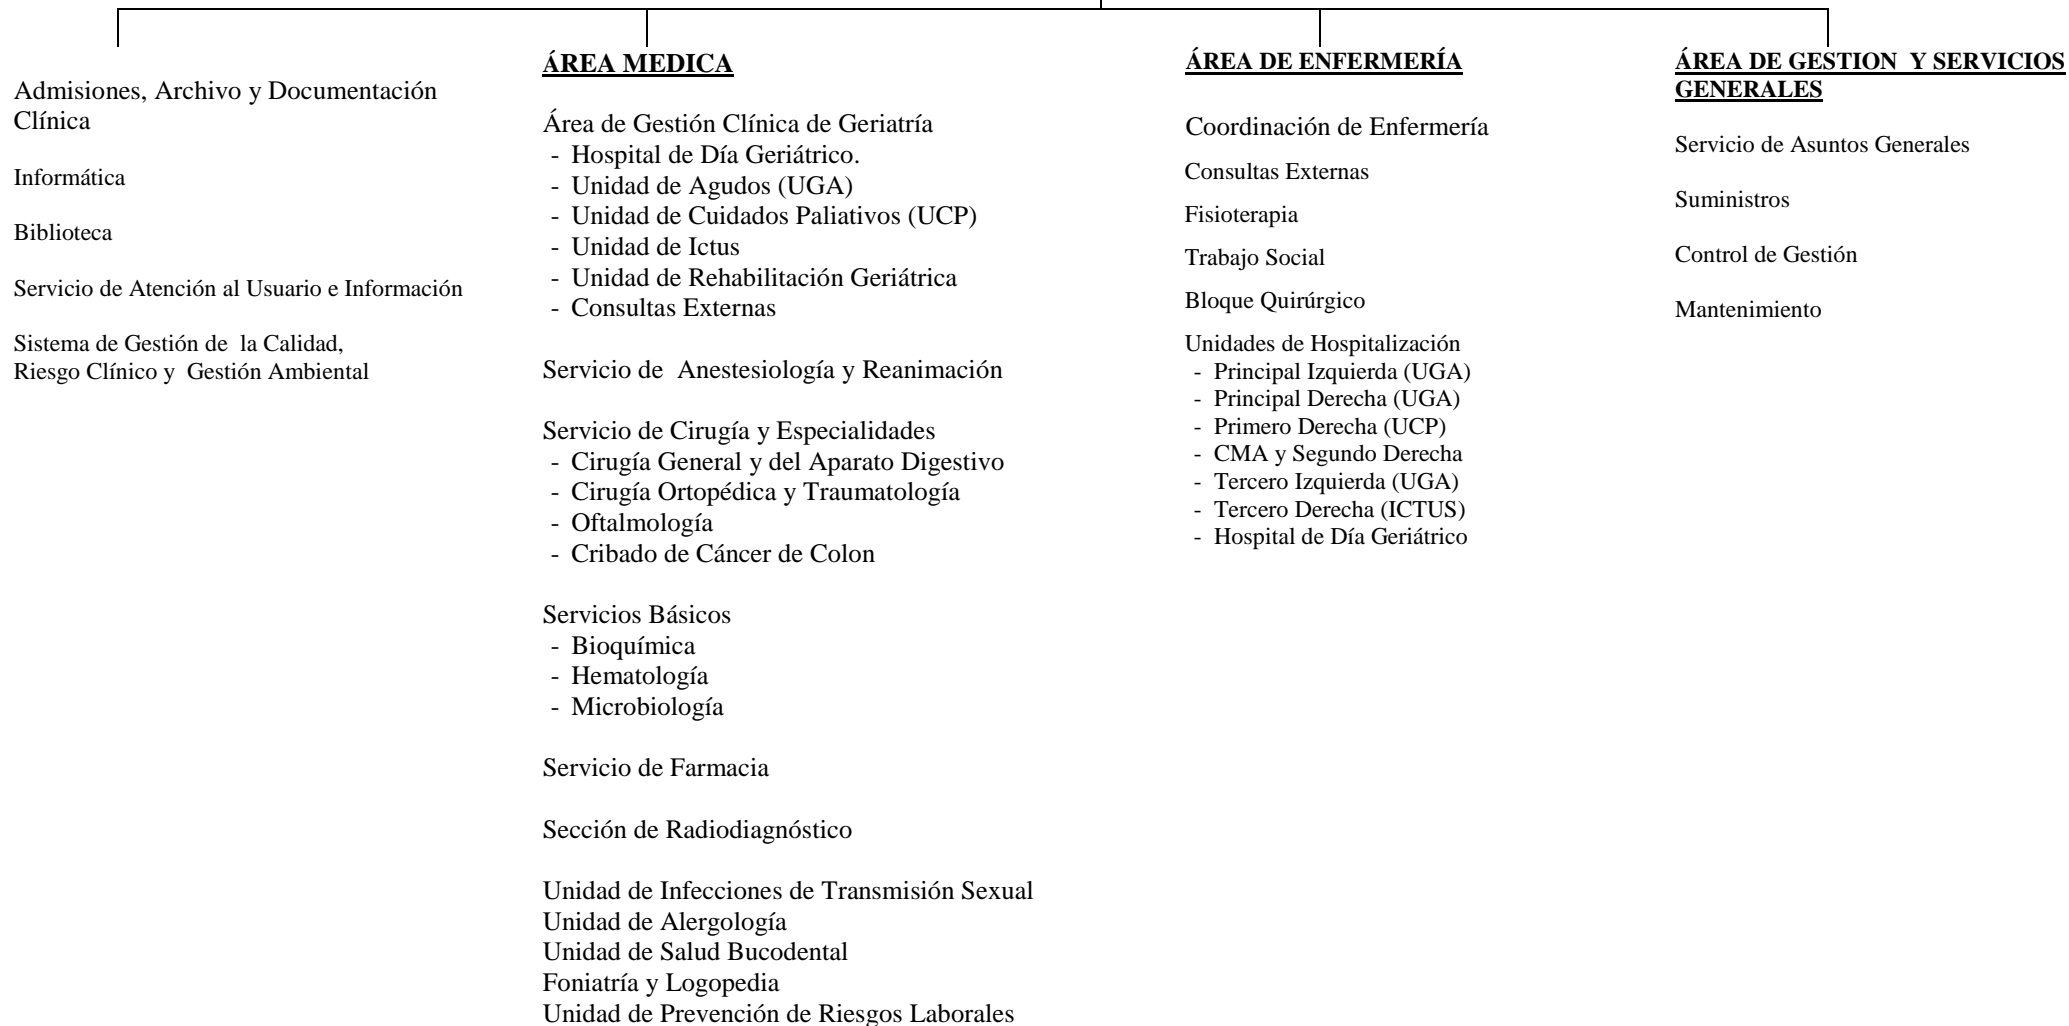 Admisiones, Archivo y Documentación
Clínica
Informática
Biblioteca
Servicio de Atención al Usuario e Información
Sistema de Gestión de  la Calidad,
Riesgo Clínico y  Gestión Ambiental
ÁREA MEDICA
Área de Gestión Clínica de Geriatría
- Hospital de Día Geriátrico.
- Unidad de Agudos (UGA)
- Unidad de Cuidados Paliativos (UCP)
- Unidad de Ictus
- Unidad de Rehabilitación Geriátrica
- Consultas Externas
Servicio de  Anestesiología y Reanimación
Servicio de Cirugía y Especialidades
- Cirugía General y del Aparato Digestivo
- Cirugía Ortopédica y Traumatología
- Oftalmología
- Cribado de Cáncer de Colon
Servicios Básicos
- Bioquímica
- Hematología
- Microbiología
Servicio de Farmacia
Sección de Radiodiagnóstico
Unidad de Infecciones de Transmisión Sexual
Unidad de Alergología
Unidad de Salud Bucodental
Foniatría y Logopedia
Unidad de Prevención de Riesgos Laborales
ÁREA DE ENFERMERÍA
Coordinación de Enfermería
Consultas Externas
Fisioterapia
Trabajo Social
Bloque Quirúrgico
Unidades de Hospitalización
- Principal Izquierda (UGA)
- Principal Derecha (UGA)
- Primero Derecha (UCP)
- CMA y Segundo Derecha
- Tercero Izquierda (UGA)
- Tercero Derecha (ICTUS)
- Hospital de Día Geriátrico
ÁREA DE GESTION  Y SERVICIOS
GENERALES
Servicio de Asuntos Generales
Suministros
Control de Gestión
Mantenimiento